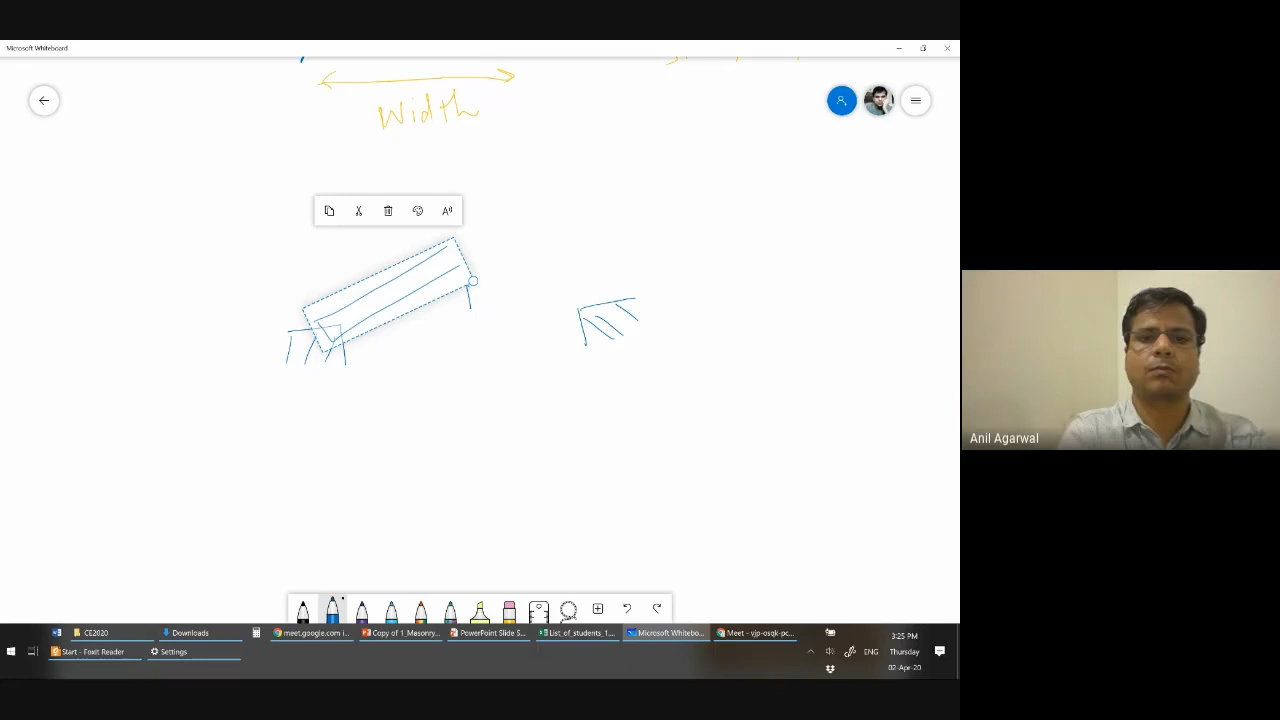 Microsoft Whiteboard
Width
A
Anil Agarwal
CE2020
Downloads
meet.google.com i...
Copy of 1_Masonry...
PowerPoint Slide S...
List_of_students_1...
Microsoft Whitebo...
Meet - vjp-osqk-pc...
3:25 PM
Start - Foxit Reader
Settings
ENG
Thursday
02-Apr-20